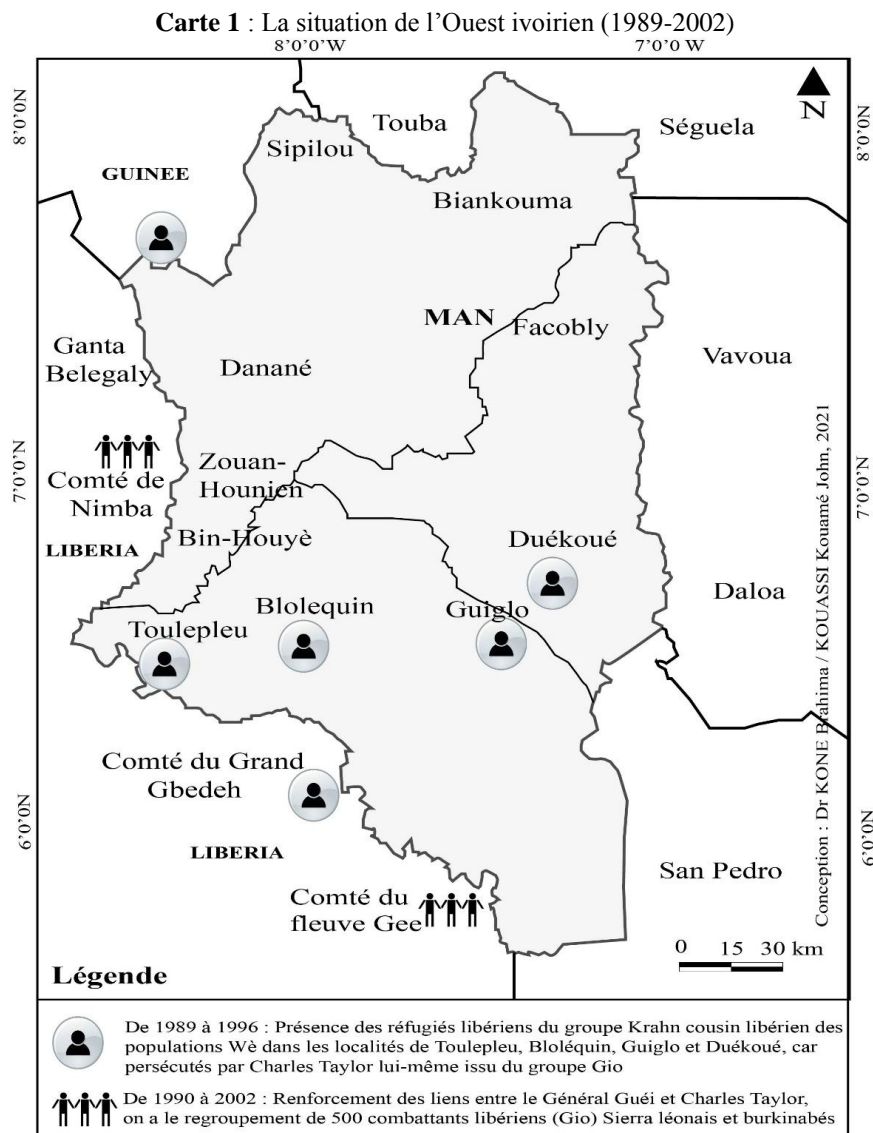 Carte 1 : La situation de l'Ouest ivoirien (1989-2002)
8'0'0"W
7'0'0 W
8'0'0N
8'0'0N
Touba
Séguela
Sipilou
GUINEE
Biankouma
MAN
Facobly
Ganta
Belegaly
Danané
Vavoua
7'0'0'N
7'0'0"N
Comté de
Nimba
Zouan-
Hounien
LIBERIA
Bin-Houyè
Duékoué
Daloa
Toulepleu
Blolequin
Guiglo
Comté du Grand
Gbedeh
6'0'0N
6'0'0N
LIBERIA
San Pedro
Comté du
fleuve Gee
Conception : Dr KONE Brahima / KOUASSI Kouamé John, 2021
N
0 15 30 km
Légende
De 1989 à 1996 : Présence des réfugiés libériens du groupe Krahn cousin libérien des
populations Wè dans les localités de Toulepleu, Bloléquin, Guiglo et Duékoué, car
persécutés par Charles Taylor lui-même issu du groupe Gio
De 1990 à 2002 : Renforcement des liens entre le Général Guéi et Charles Taylor,
on a le regroupement de 500 combattants libériens (Gio) Sierra léonais et burkinabés